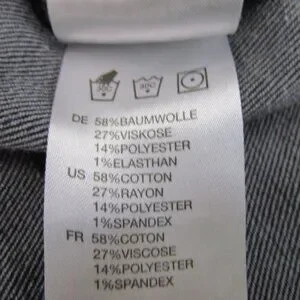 DE 58%BAUMWOLLE
27%VISKOSE
14%POLYESTER
1%ELASTHAN
US 58%COTTON
27%RAYON
14%POLYESTER
1%SPANDEX
FR 58%COTON
27%VISCOSE
14%POLYESTER
1%SPANDEX